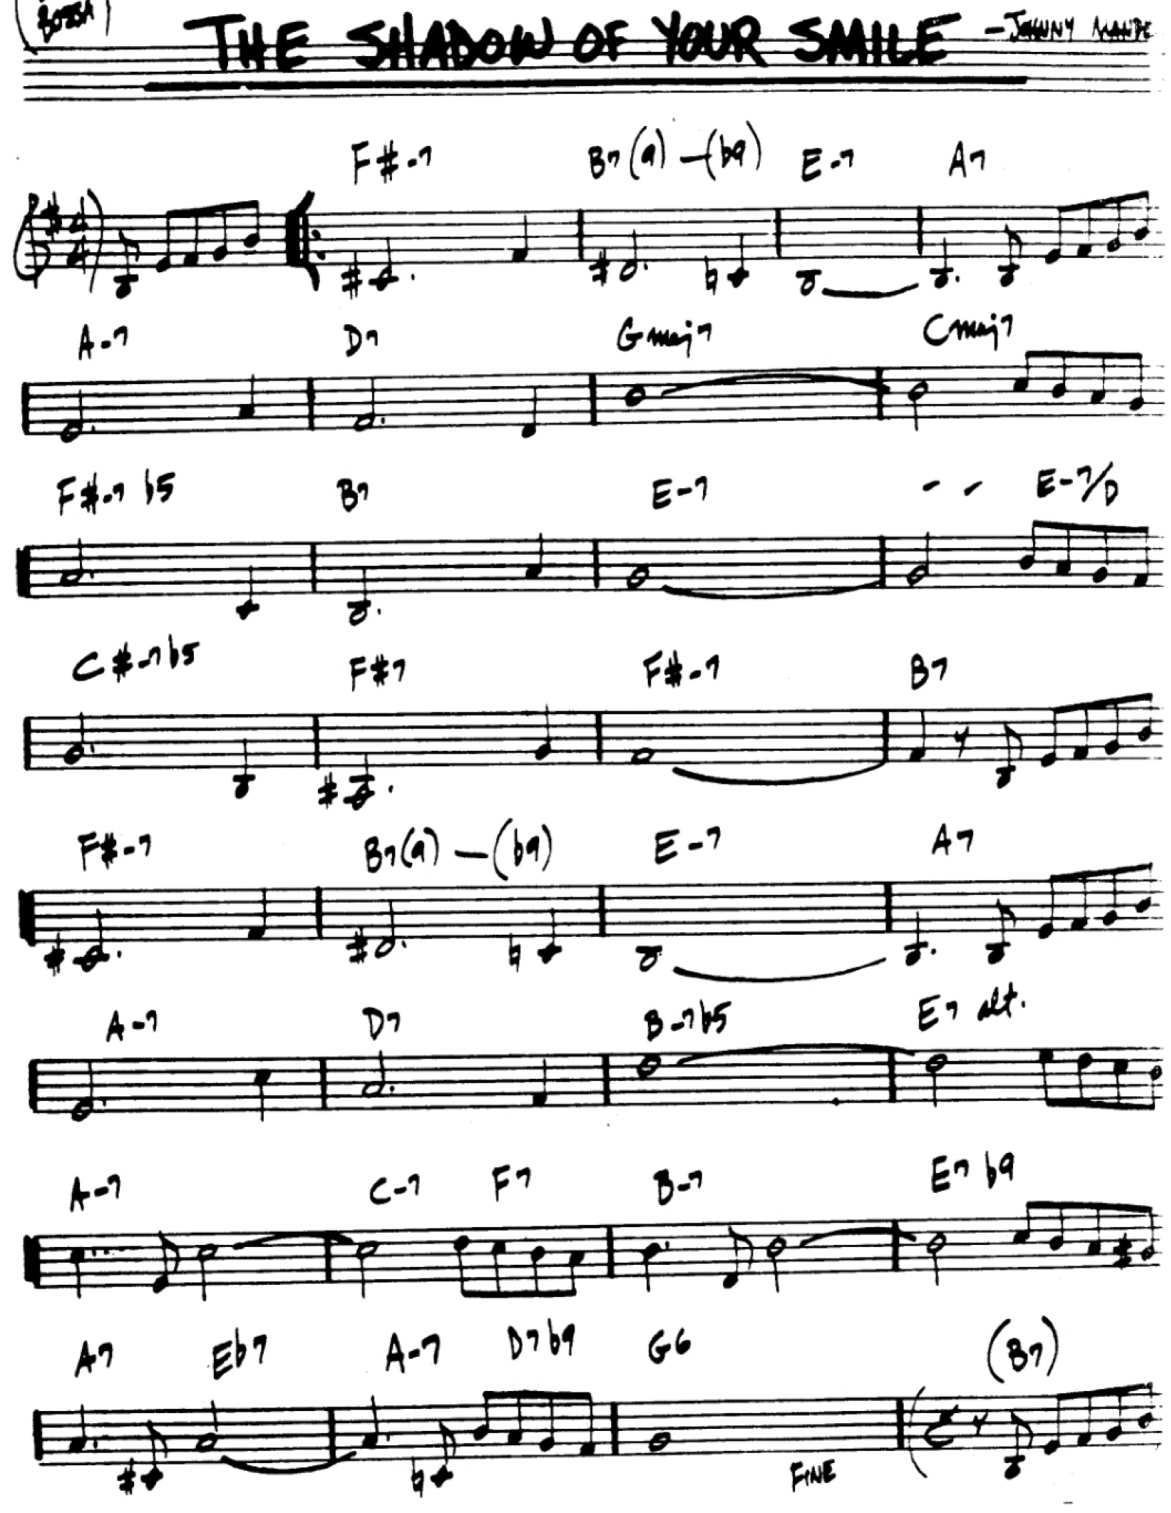 (BOSSA)
THE SHADOW OF YOUR SMILE - JOHNNY MANDEL
F#-7 B7(9) -(b9) E-7 A7
A-7 D7 Gmaj7 Cmaj7
F#-7 b5 B7 E-7 - - E-7/D
C#-7b5 F#7 F#-7 B7
F#-7 B7(9) - (b9) E-7 A7
A-7 D7 B-7b5 E7 alt.
A-7 C-7 F7 B-7 E7 b9
A7 Eb7 A-7 D7b9 G6 (B7)
FINE